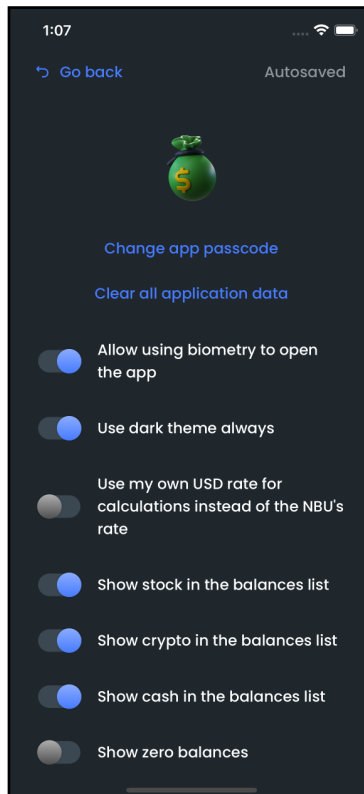 1:07
Go back
Autosaved
$
Change app passcode
Clear all application data
Allow using biometry to open
the app
Use dark theme always
Use my own USD rate for
calculations instead of the NBU's
rate
Show stock in the balances list
Show crypto in the balances list
Show cash in the balances list
Show zero balances